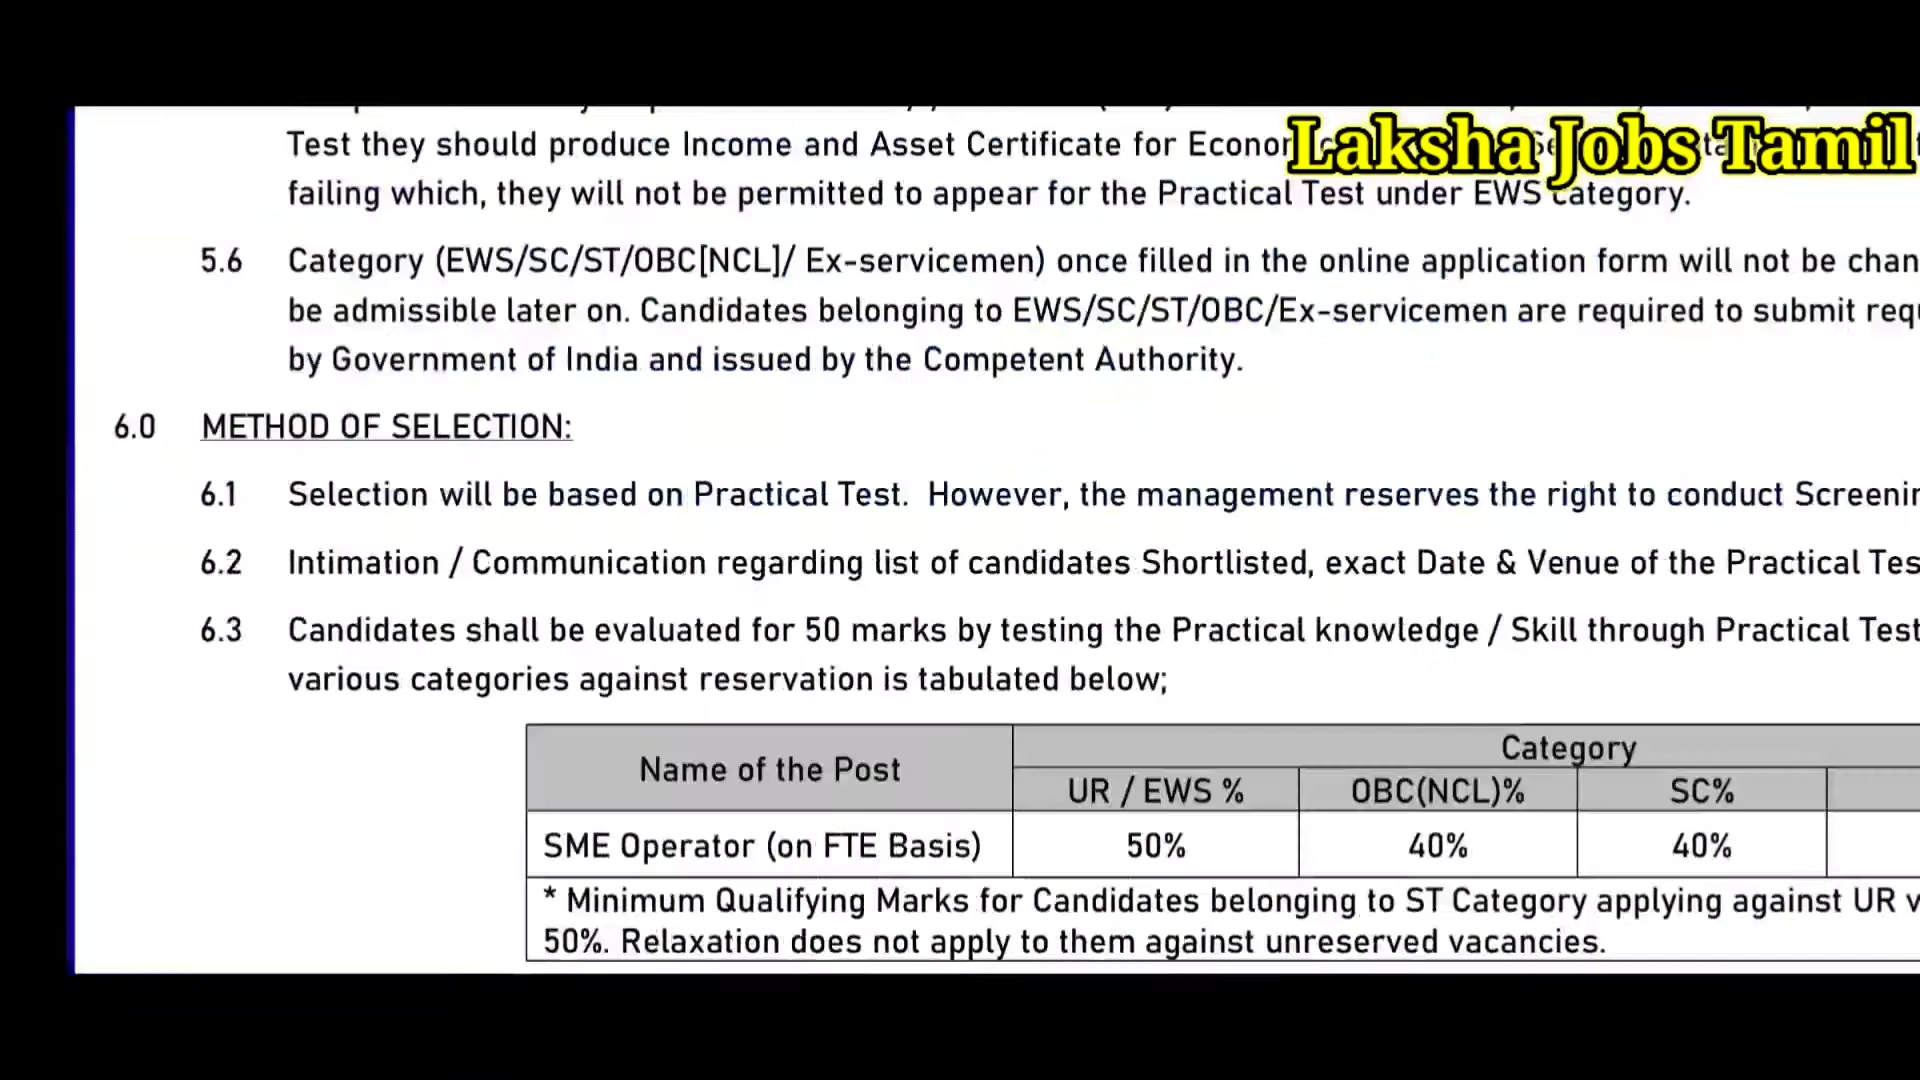 Laksha Jobs Tamil
Test they should produce Income and Asset Certificate for
failing which, they will not be permitted to appear for the Practical Test under EWS category.
5.6 Category (EWS/SC/ST/OBC[NCL]/ Ex-servicemen) once filled in the online application form will not be
be admissible later on. Candidates belonging to EWS/SC/ST/OBC/Ex-servicemen are required to submit
by Government of India and issued by the Competent Authority.
6.0 METHOD OF SELECTION:
6.1 Selection will be based on Practical Test. However, the management reserves the right to conduct
6.2 Intimation / Communication regarding list of candidates Shortlisted, exact Date & Venue of the Practical
6.3 Candidates shall be evaluated for 50 marks by testing the Practical knowledge / Skill through Practical Test
various categories against reservation is tabulated below;
Name of the Post Category
UR / EWS % OBC(NCL)% SC%
SME Operator (on FTE Basis) 50% 40% 40%
* Minimum Qualifying Marks for Candidates belonging to ST Category applying against UR
50%. Relaxation does not apply to them against unreserved vacancies.